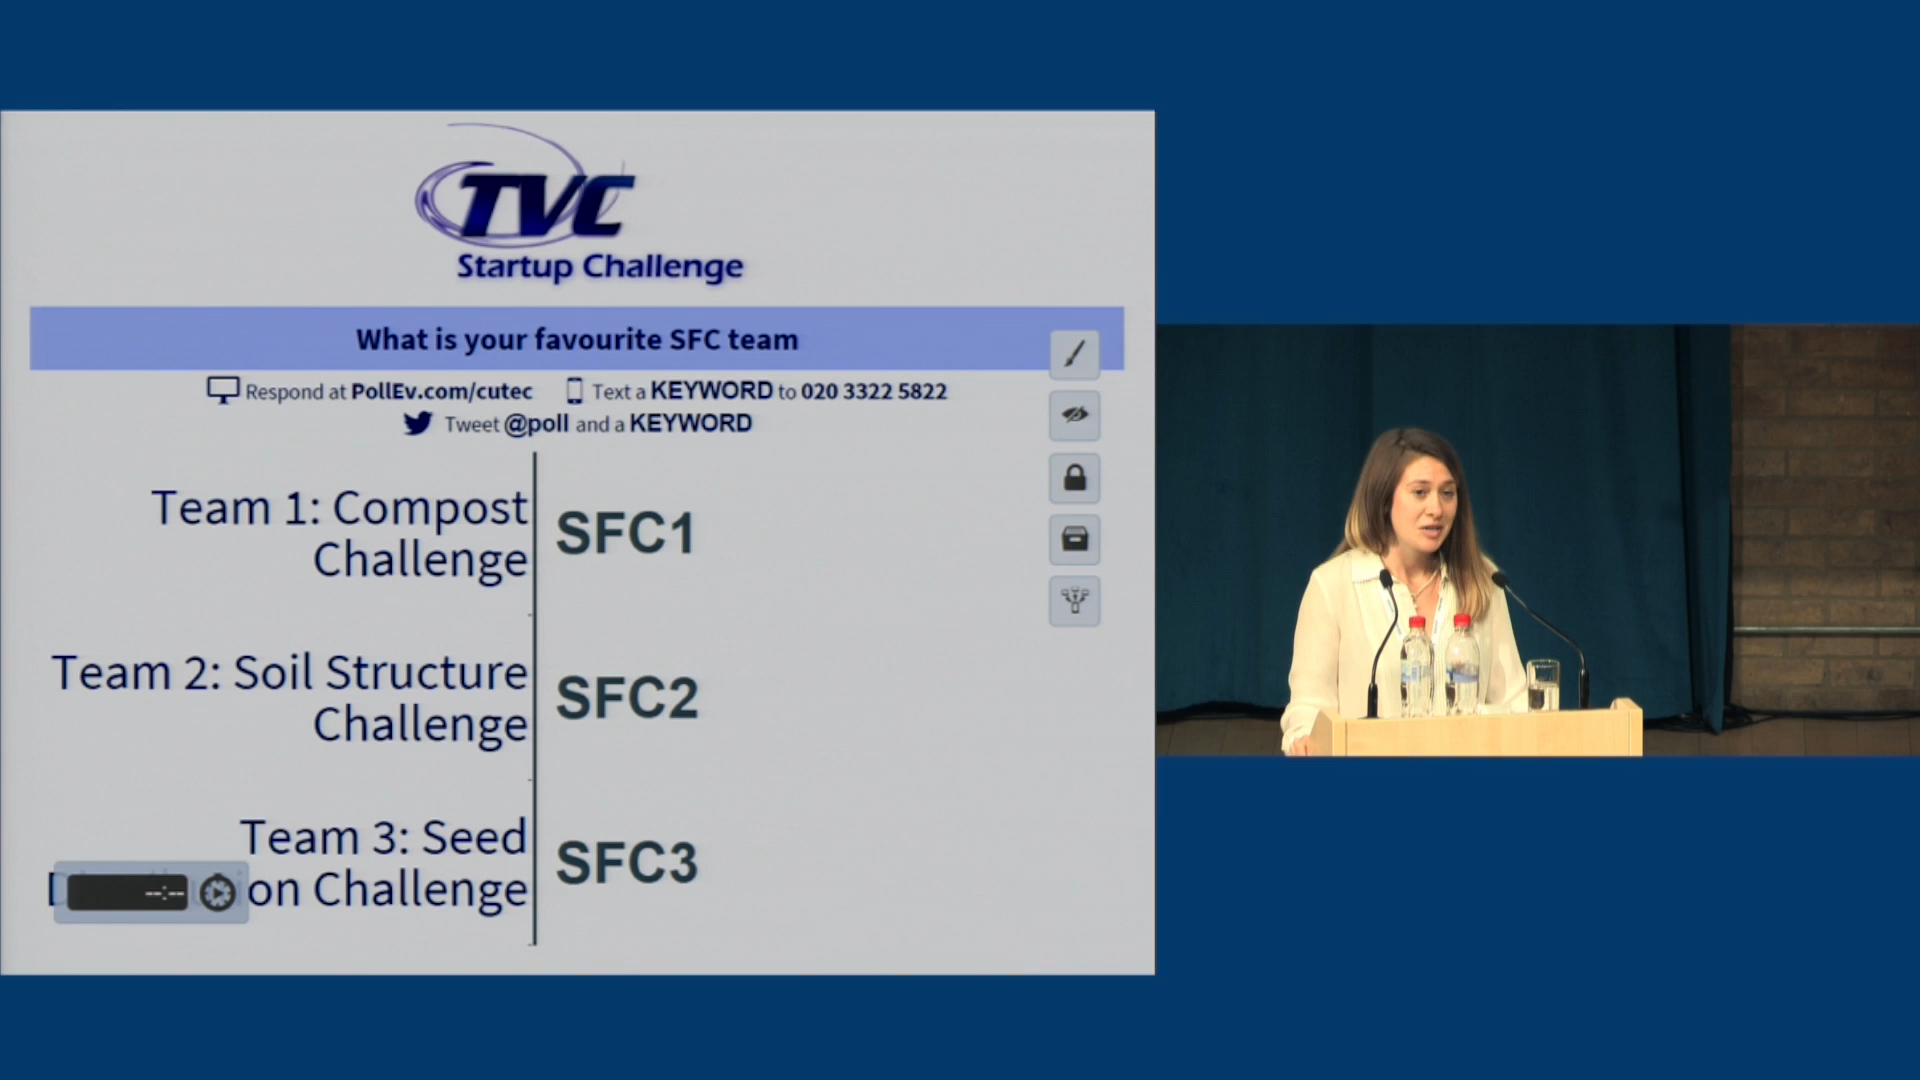 TVC
Startup Challenge
What is your favourite SFC team
Respond at PollEv.com/cutec Text a KEYWORD to 020 3322 5822
Tweet @poll and a KEYWORD
Team 1: Compost
Challenge
SFC1
Team 2: Soil Structure
Challenge
SFC2
Team 3: Seed
on Challenge
SFC3
--:--